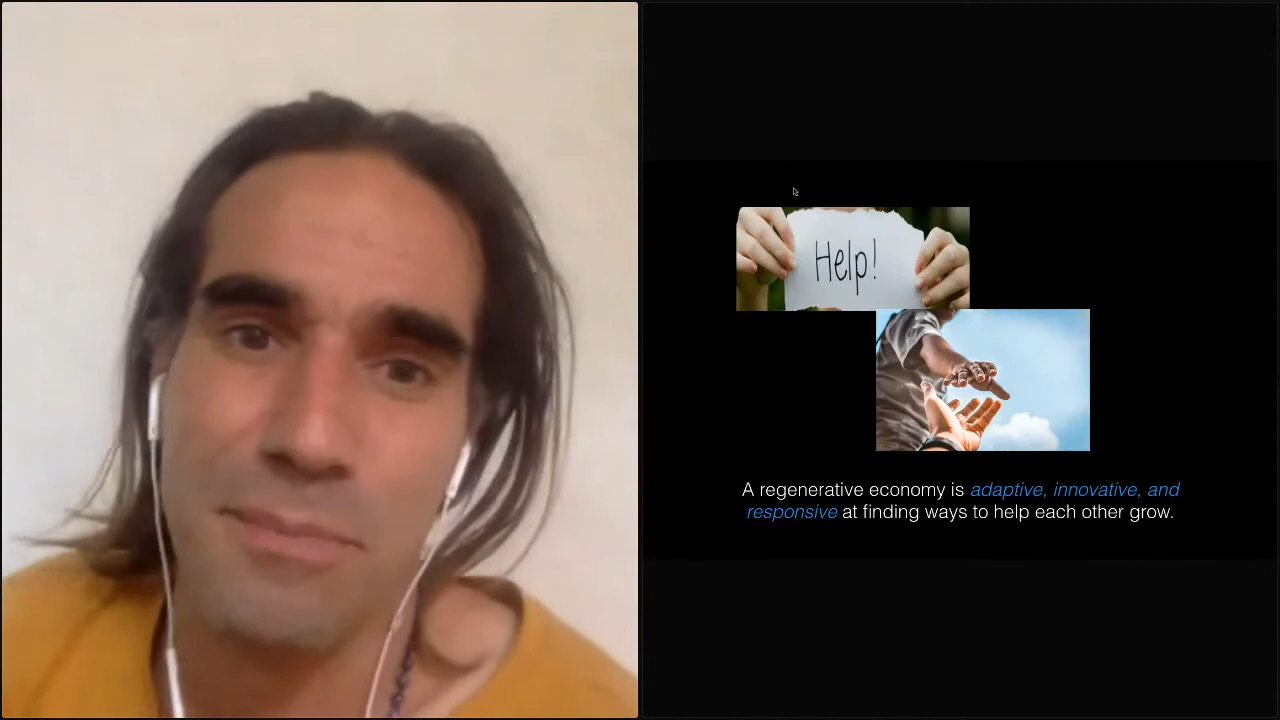 Help!
A regenerative economy is adaptive, innovative, and
responsive at finding ways to help each other grow.